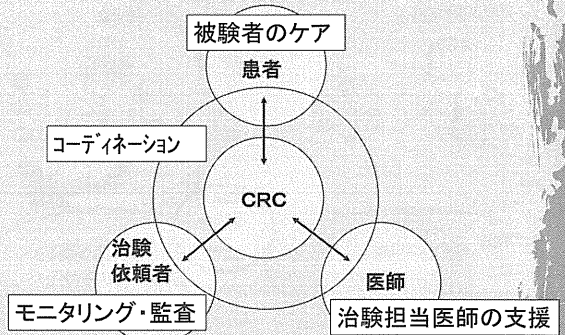 被験者のケア
患者
コーディネーション
CRC
治験
依頼者
医師
モニタリング・監査
治験担当医師の支援